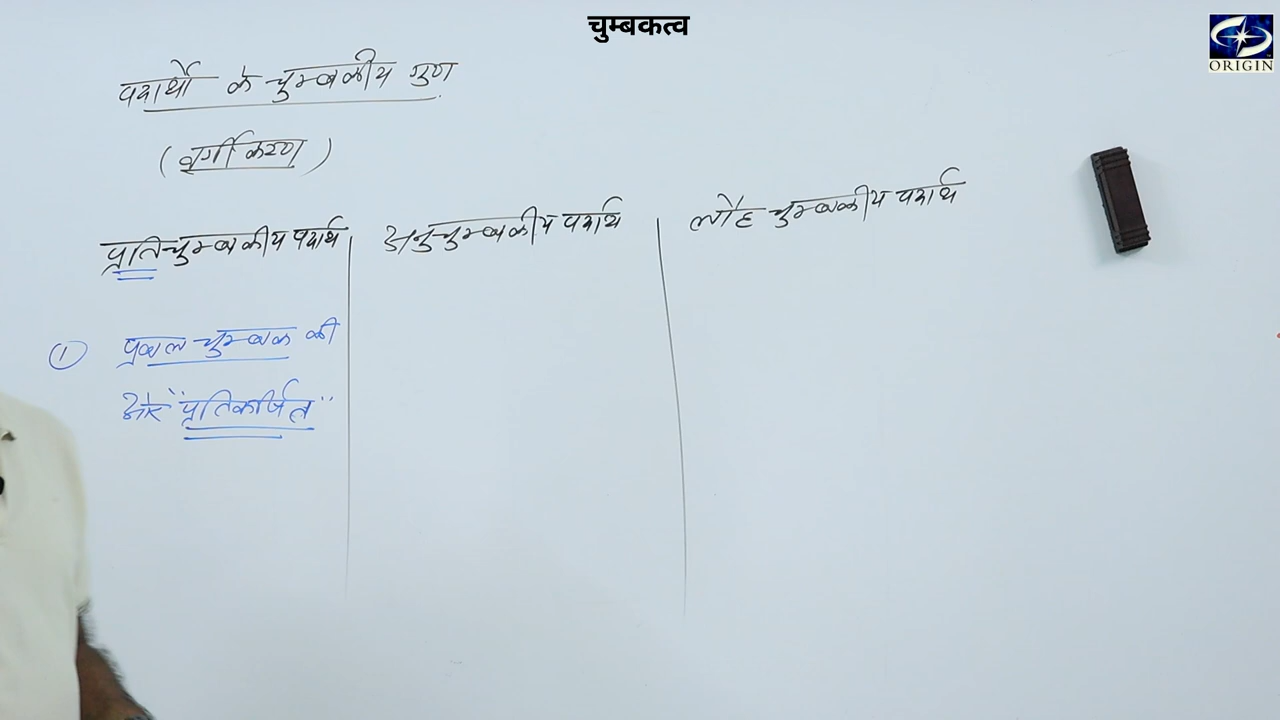 चुम्बकत्व
ORIGIN
पदार्थो के चुम्बकीय गुण
(वर्गीकरण)
प्रतिचुम्बकीय पदार्थ
अनुचुम्बकीय पदार्थ
लौह चुम्बकीय पदार्थ
① प्रबल चुम्बक की
ओर "प्रतिकर्षित"